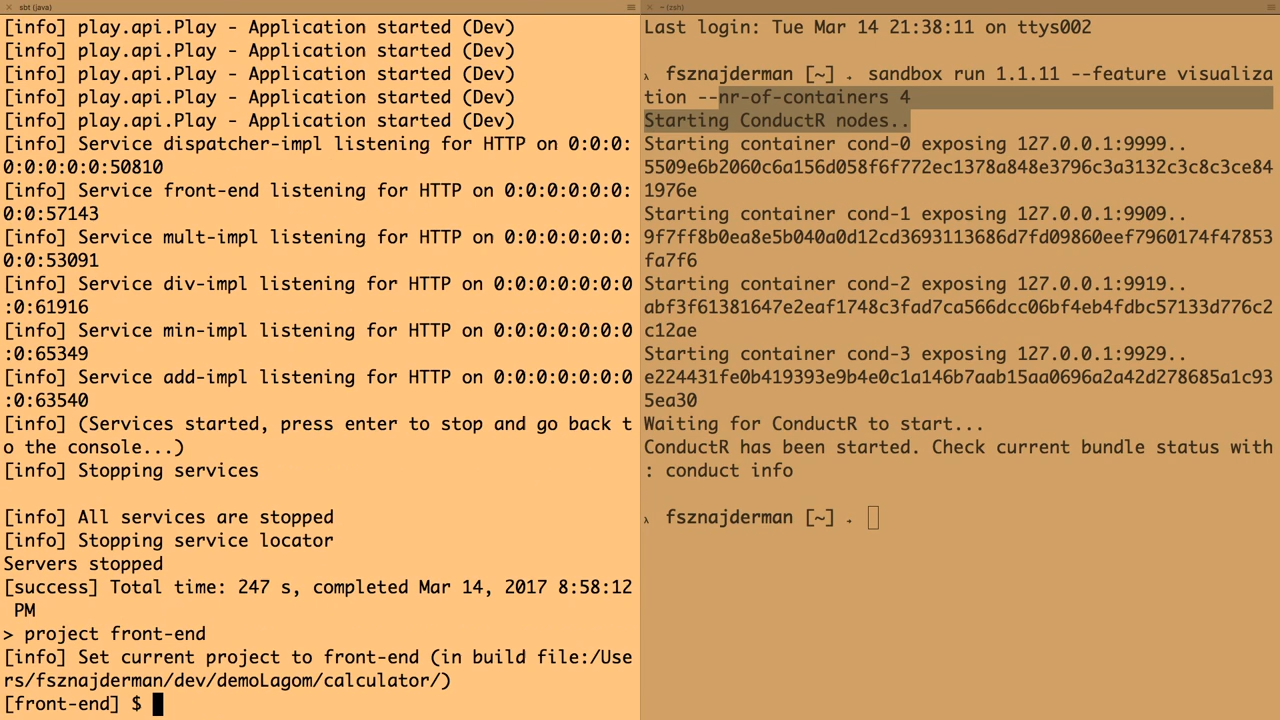 sbt (java)
[info] play.api.Play - Application started (Dev)
[info] play.api.Play - Application started (Dev)
[info] play.api.Play - Application started (Dev)
[info] play.api.Play - Application started (Dev)
[info] play.api.Play - Application started (Dev)
[info] Service dispatcher-impl listening for HTTP on 0:0:0:
0:0:0:0:0:50810
[info] Service front-end listening for HTTP on 0:0:0:0:0:0:
0:0:57143
[info] Service mult-impl listening for HTTP on 0:0:0:0:0:0:
0:0:53091
[info] Service div-impl listening for HTTP on 0:0:0:0:0:0:0
:0:61916
[info] Service min-impl listening for HTTP on 0:0:0:0:0:0:0
:0:65349
[info] Service add-impl listening for HTTP on 0:0:0:0:0:0:0
:0:63540
[info] (Services started, press enter to stop and go back t
o the console...)
[info] Stopping services
[info] All services are stopped
[info] Stopping service locator
Servers stopped
[success] Total time: 247 s, completed Mar 14, 2017 8:58:12
PM
> project front-end
[info] Set current project to front-end (in build file:/Use
rs/fsznajderman/dev/demoLagom/calculator/)
[front-end] $
~ (zsh)
Last login: Tue Mar 14 21:38:11 on ttys002
λ fsznajderman [~] → sandbox run 1.1.11 --feature visualiza
tion --nr-of-containers 4
Starting ConductR nodes..
Starting container cond-0 exposing 127.0.0.1:9999..
5509e6b2060c6a156d058f6f772ec1378a848e3796c3a3132c3c8c3ce84
1976e
Starting container cond-1 exposing 127.0.0.1:9909..
9f7ff8b0ea8e5b040a0d12cd3693113686d7fd09860eef7960174f47853
fa7f6
Starting container cond-2 exposing 127.0.0.1:9919..
abf3f61381647e2eaf1748c3fad7ca566dcc06bf4eb4fdbc57133d776c2
c12ae
Starting container cond-3 exposing 127.0.0.1:9929..
e224431fe0b419393e9b4e0c1a146b7aab15aa0696a2a42d278685a1c93
5ea30
Waiting for ConductR to start...
ConductR has been started. Check current bundle status with
: conduct info
λ fsznajderman [~] →